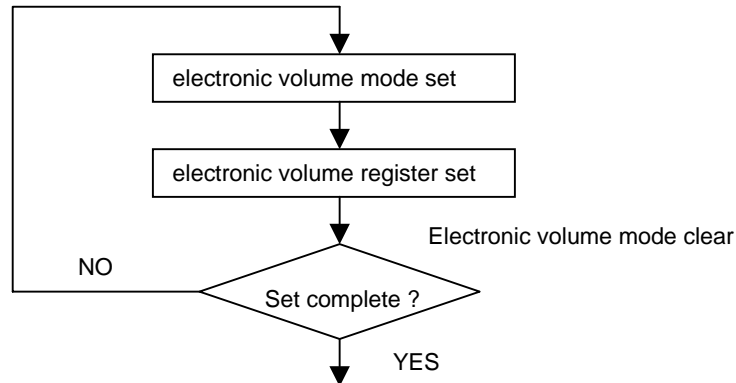 electronic volume mode set
electronic volume register set
Electronic volume mode clear
NO
Set complete ?
YES